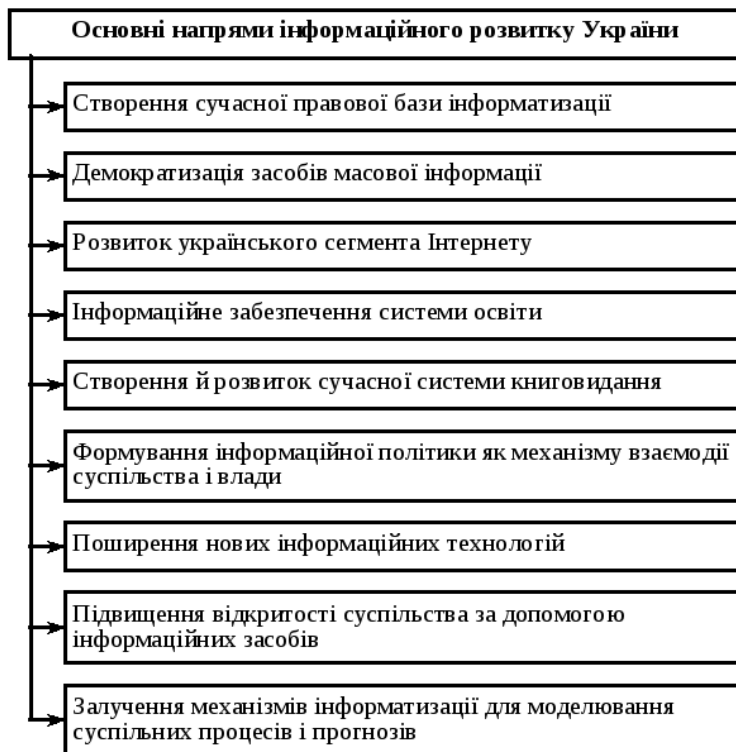 Основні напрями інформаційного розвитку України
Створення сучасної правової бази інформатизації
Демократизація засобів масової інформації
Розвиток українського сегмента Інтернету
Інформаційне забезпечення системи освіти
Створення й розвиток сучасної системи книговидання
Формування інформаційної політики як механізму взаємодії
суспільства і влади
Поширення нових інформаційних технологій
Підвищення відкритості суспільства за допомогою
інформаційних засобів
Залучення механізмів інформатизації для моделювання
суспільних процесів і прогнозів